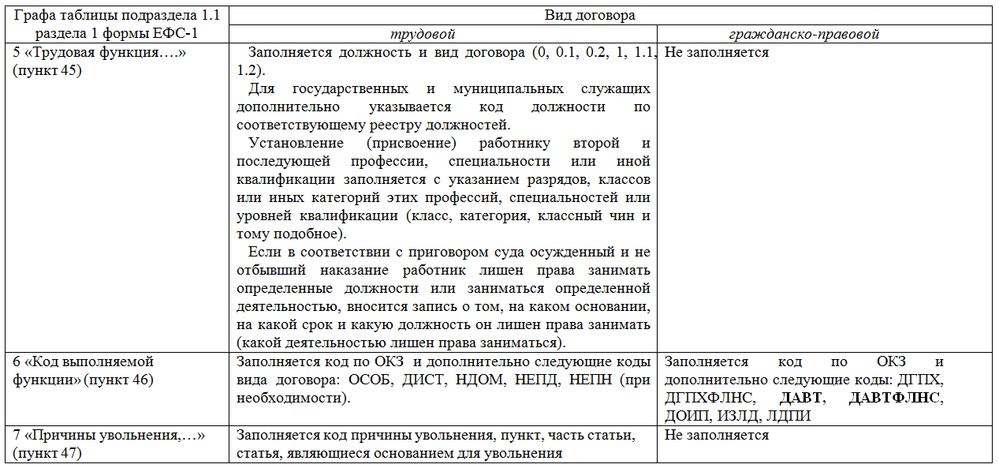 Графа таблицы подраздела 1.1
раздела 1 формы ЕФС-1
Вид договора
трудовой
гражданско-правовой
5 «Трудовая функция….»
(пункт 45)
Заполняется должность и вид договора (0, 0.1, 0.2, 1, 1.1,
1.2).
Для государственных и муниципальных служащих
дополнительно указывается код должности по
соответствующему реестру должностей.
Установление (присвоение) работнику второй и
последующей профессии, специальности или иной
квалификации заполняется с указанием разрядов, классов
или иных категорий этих профессий, специальностей или
уровней квалификации (класс, категория, классный чин и
тому подобное).
Если в соответствии с приговором суда осужденный и не
отбывший наказание работник лишен права занимать
определенные должности или заниматься определенной
деятельностью, вносится запись о том, на каком основании,
на какой срок и какую должность он лишен права занимать
(какой деятельностью лишен права заниматься).
Не заполняется
6 «Код выполняемой
функции» (пункт 46)
Заполняется код по ОКЗ и дополнительно следующие коды
вида договора: ОСОБ, ДИСТ, НДОМ, НЕПД, НЕПН (при
необходимости).
Заполняется код по ОКЗ и
дополнительно следующие коды: ДГПХ,
ДГПХФЛНС, ДАВТ, ДАВТФЛНС,
ДОИП, ИЗЛД, ЛДПИ
7 «Причины увольнения,…»
(пункт 47)
Заполняется код причины увольнения, пункт, часть статьи,
статья, являющиеся основанием для увольнения
Не заполняется